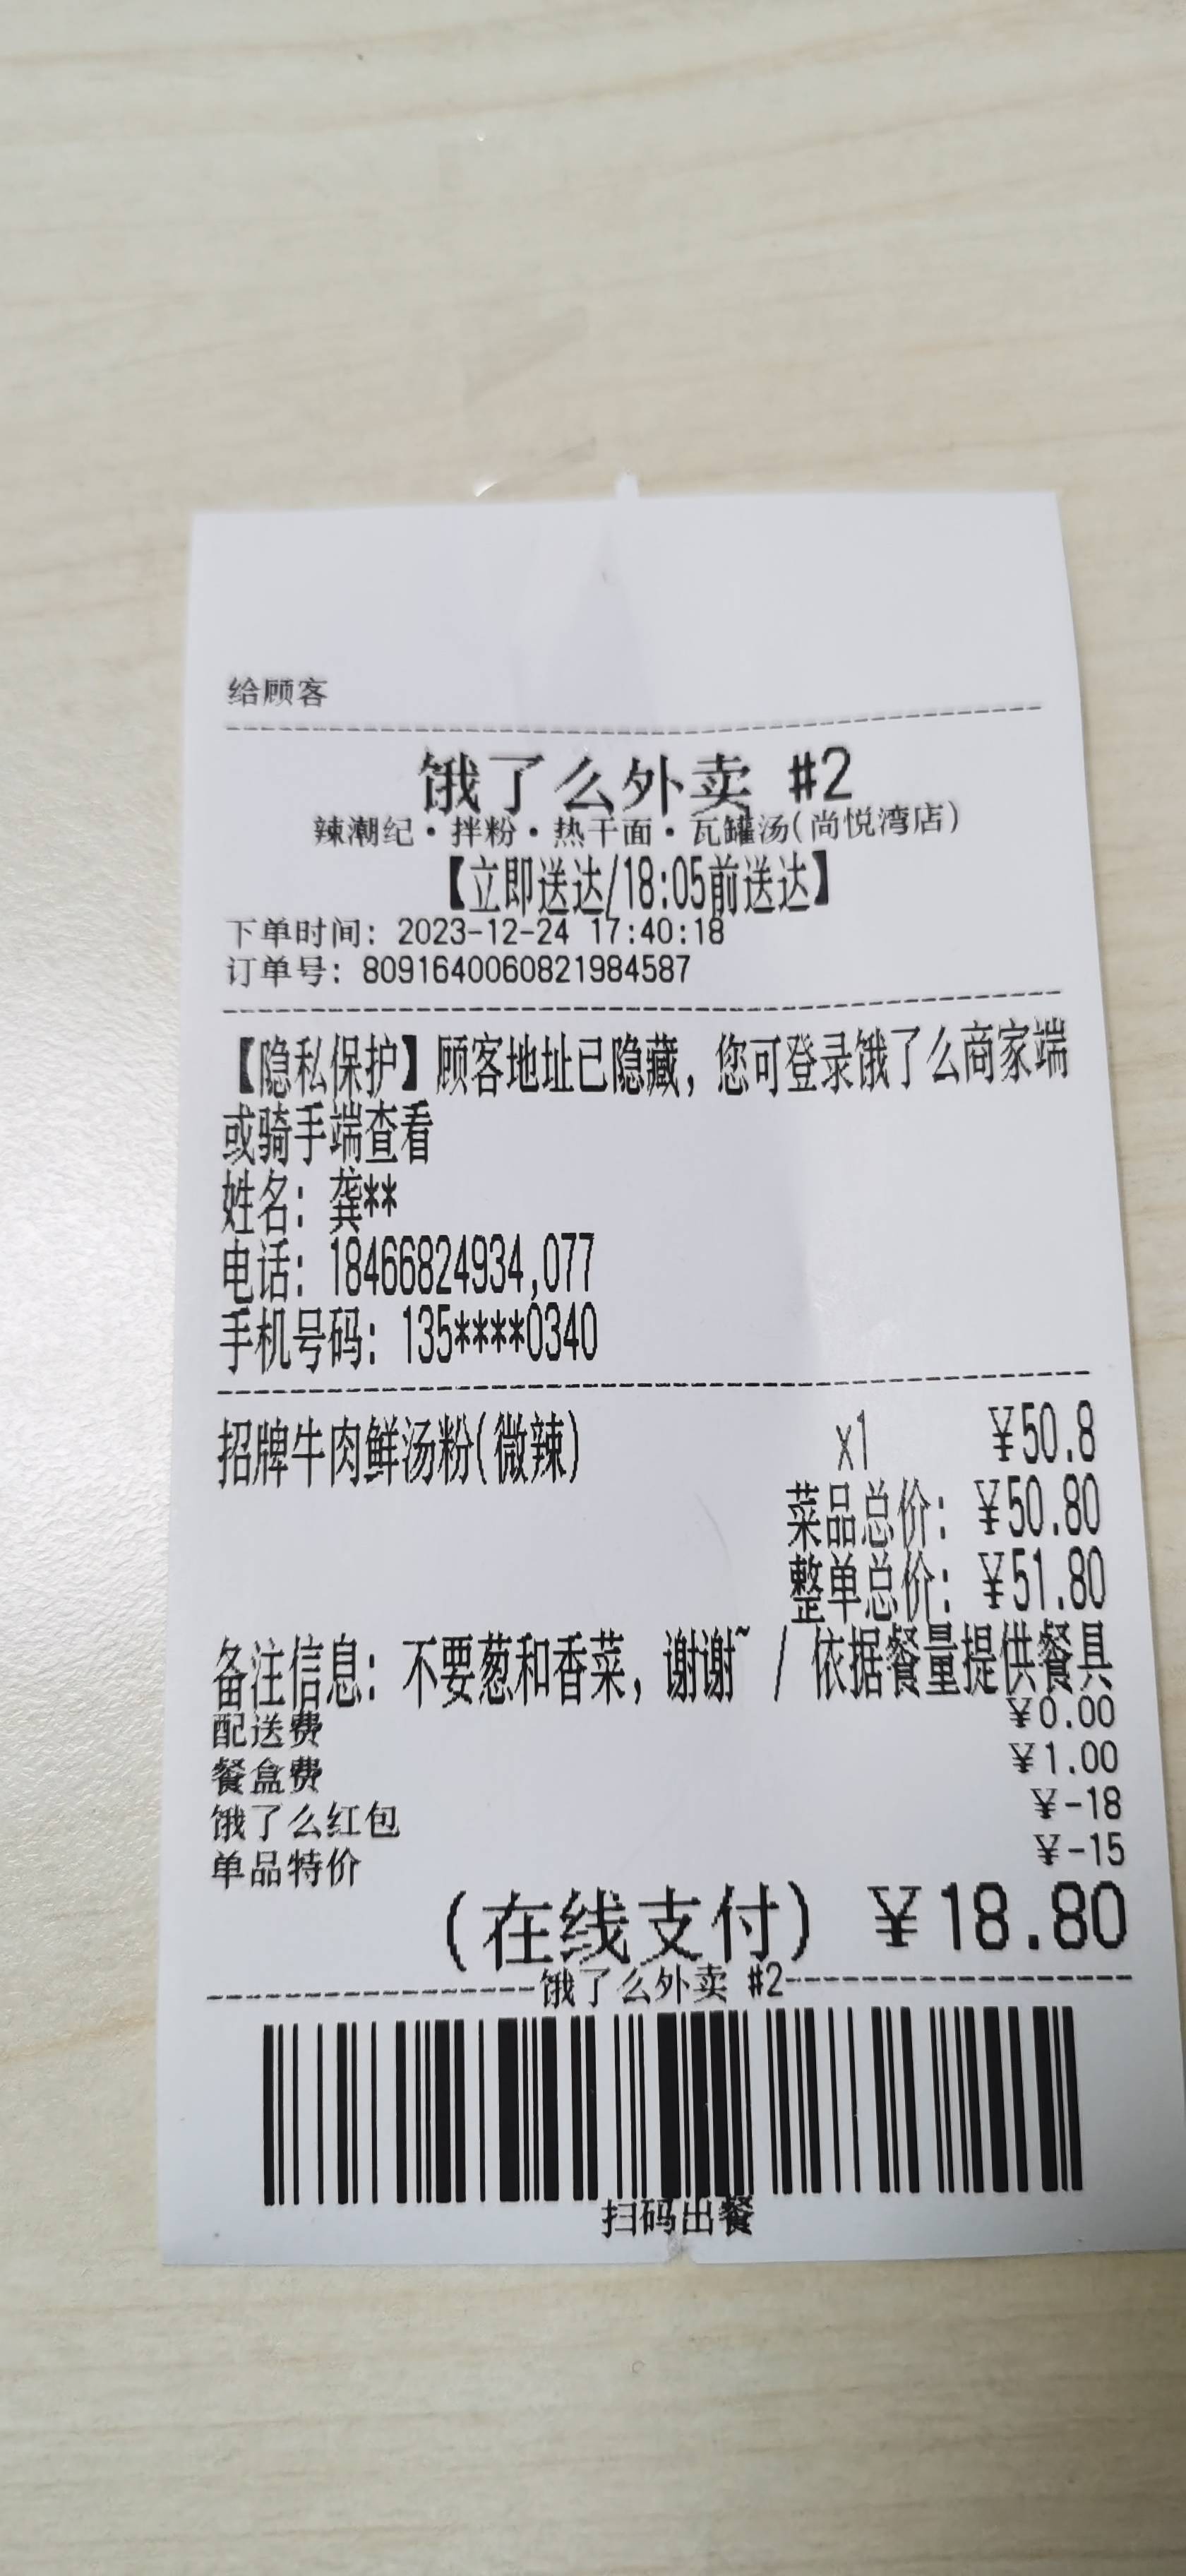 给顾客
饿了么外卖 #2
辣潮纪·拌粉·热干面·瓦罐汤(尚悦湾店)
【立即送达/18:05前送达】
下单时间: 2023-12-24 17:40:18
订单号: 8091640060821984587
【隐私保护】顾客地址已隐藏, 您可登录饿了么商家端
或骑手端查看
姓名: 龚**
电话: 18466824934,077
手机号码: 135****0340
招牌牛肉鲜汤粉(微辣) x1 ¥50.8
菜品总价: ¥50.80
整单总价: ¥51.80
备注信息: 不要葱和香菜, 谢谢~ / 依据餐量提供餐具
配送费 ¥0.00
餐盒费 ¥1.00
饿了么红包 ¥-18
单品特价 ¥-15
(在线支付) ¥18.80
饿了么外卖 #2
扫码出餐